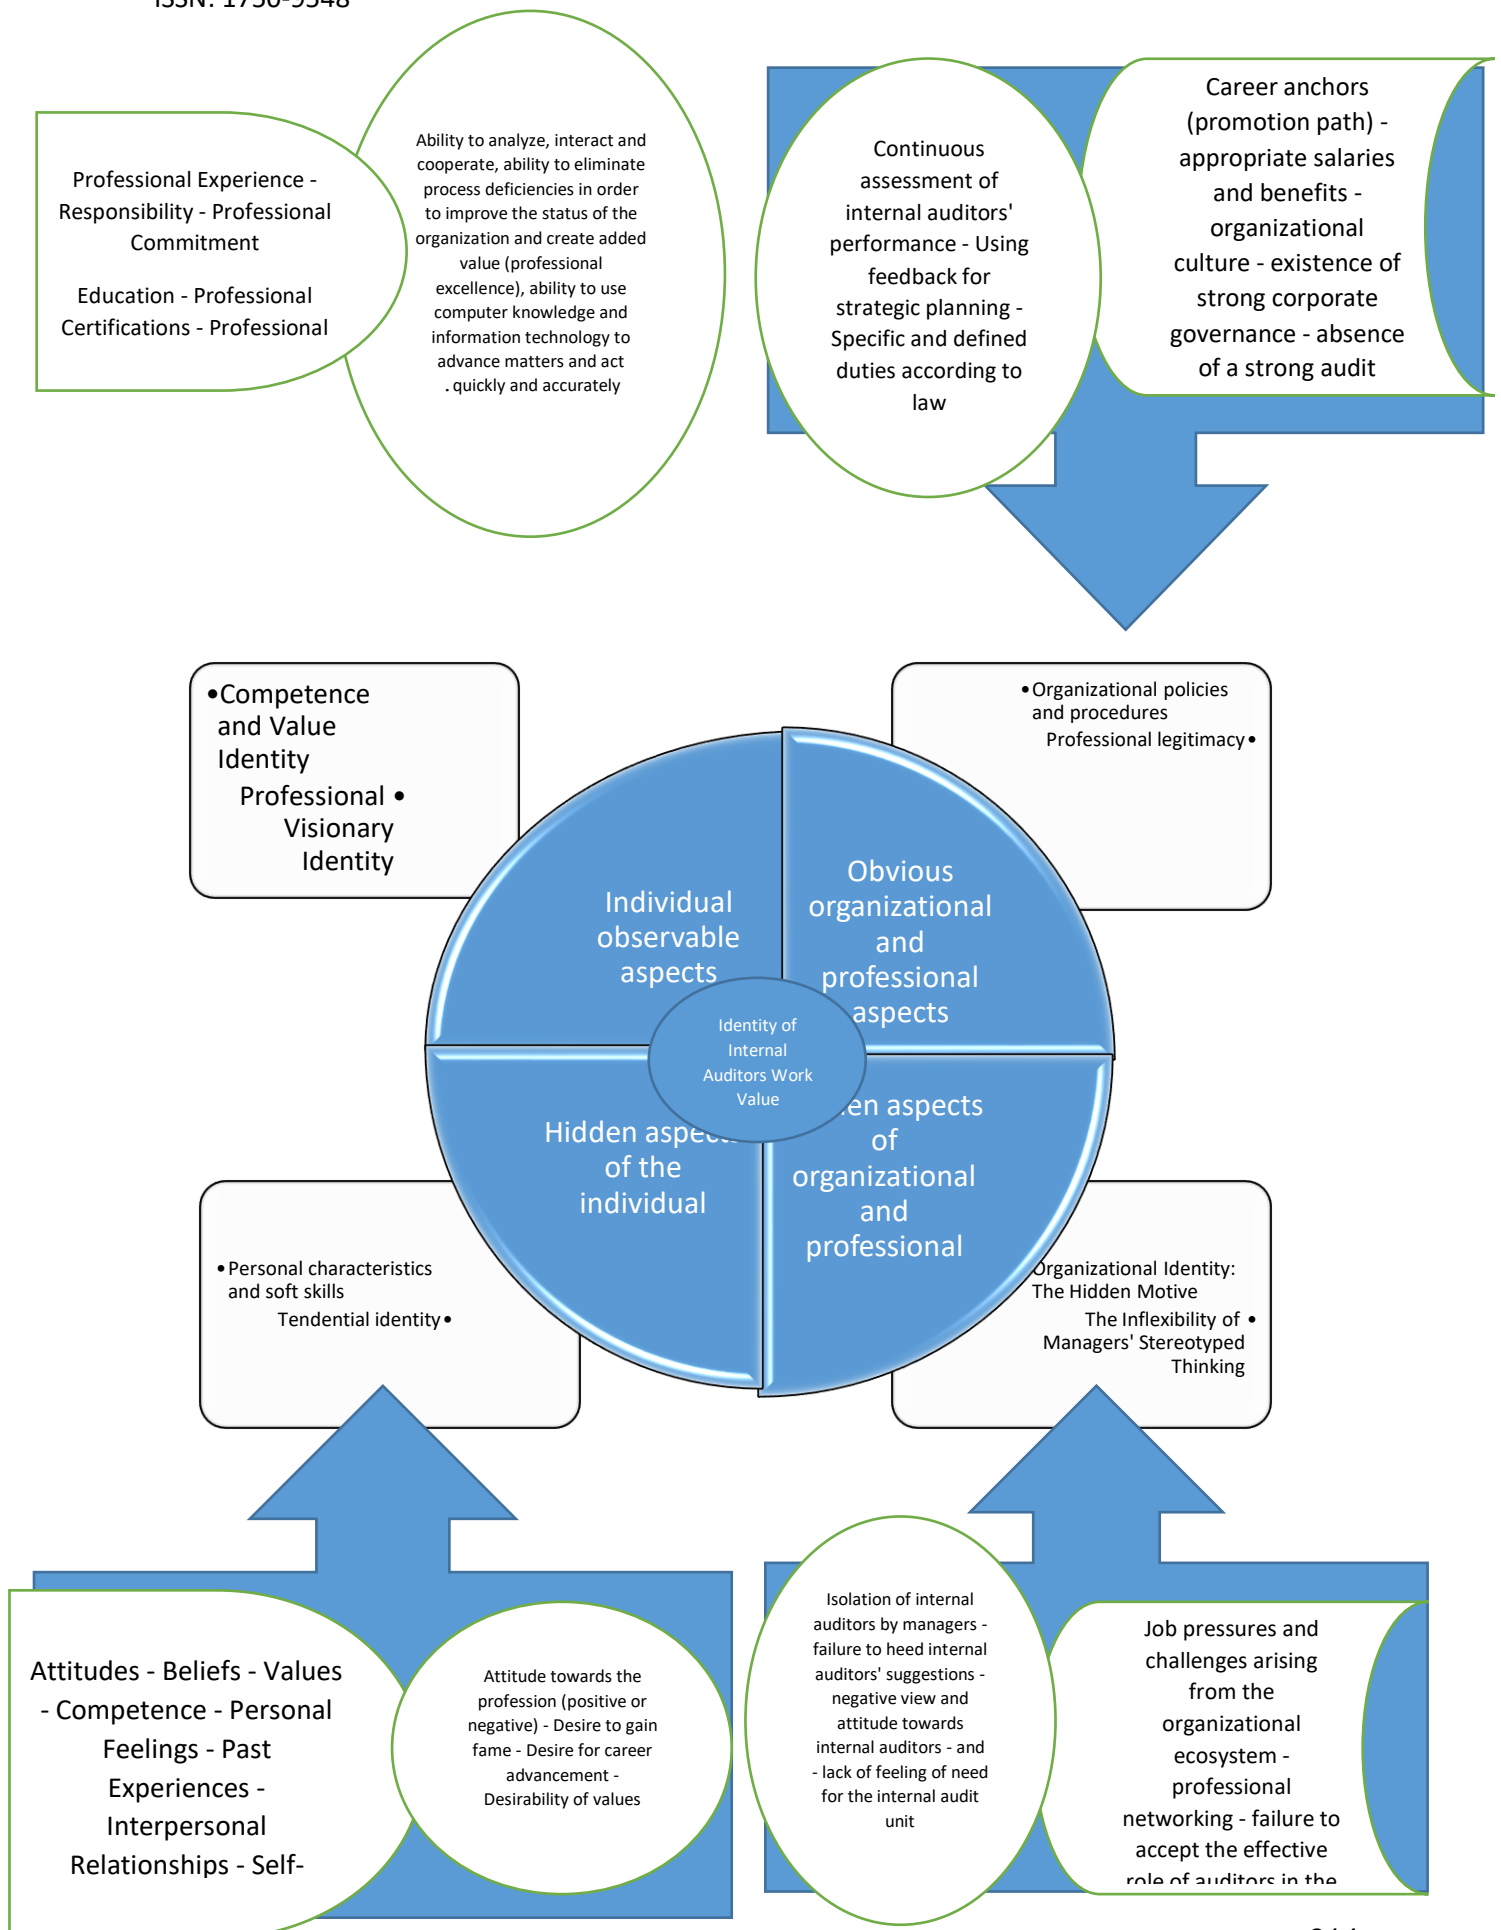 ISSN: 1750-9548
Professional Experience -
Responsibility - Professional
Commitment
Education - Professional
Certifications - Professional
Ability to analyze, interact and
cooperate, ability to eliminate
process deficiencies in order
to improve the status of the
organization and create added
value (professional
excellence), ability to use
computer knowledge and
information technology to
advance matters and act
. quickly and accurately
Continuous
assessment of
internal auditors'
performance - Using
feedback for
strategic planning -
Specific and defined
duties according to
law
Career anchors
(promotion path) -
appropriate salaries
and benefits -
organizational
culture - existence of
strong corporate
governance - absence
of a strong audit
•Competence
and Value
Identity
Professional •
Visionary
Identity
•Organizational policies
and procedures
Professional legitimacy•
Individual
observable
aspects
Obvious
organizational
and
professional
aspects
Identity of
Internal
Auditors Work
Value
Hidden
of the
individual
aspects
of
organizational
and
professional
•Personal characteristics
and soft skills
Tendential identity•
Organizational Identity:
The Hidden Motive
The Inflexibility of •
Managers' Stereotyped
Thinking
Attitudes - Beliefs - Values
- Competence - Personal
Feelings - Past
Experiences -
Interpersonal
Relationships - Self-
Attitude towards the
profession (positive or
negative) - Desire to gain
fame - Desire for career
advancement -
Desirability of values
Isolation of internal
auditors by managers -
failure to heed internal
auditors' suggestions -
negative view and
attitude towards
internal auditors - and
- lack of feeling of need
for the internal audit
unit
Job pressures and
challenges arising
from the
organizational
ecosystem -
professional
networking - failure to
accept the effective
role of auditors in the